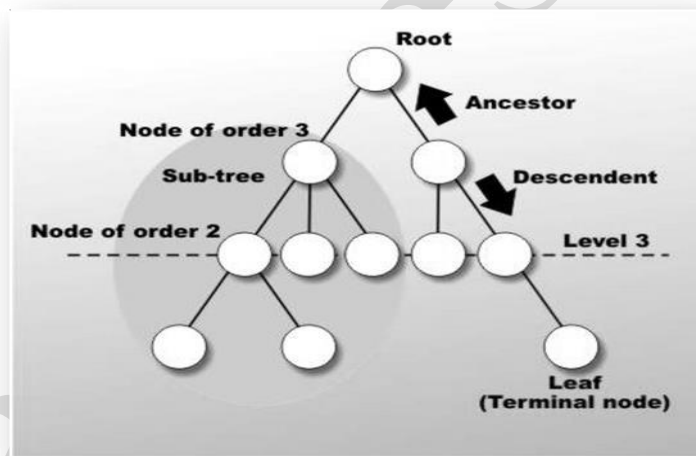 Root
Ancestor
Node of order 3
Sub-tree
Descendent
Node of order 2
Level 3
Leaf
(Terminal node)